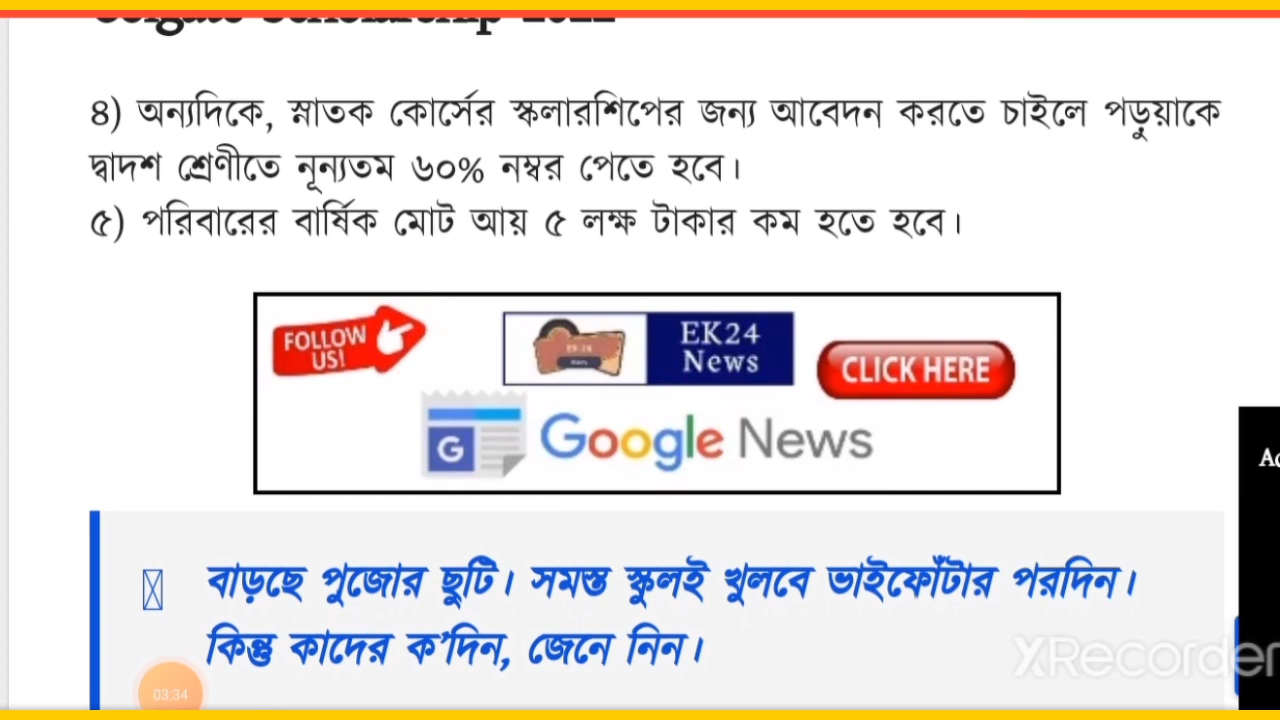 ৪) অন্যদিকে, স্নাতক কোর্সের স্কলারশিপের জন্য আবেদন করতে চাইলে পড়ুয়াকে
দ্বাদশ শ্রেণীতে নূন্যতম ৬০% নম্বর পেতে হবে।
৫) পরিবারের বার্ষিক মোট আয় ৫ লক্ষ টাকার কম হতে হবে।
FOLLOW
US!
EK24
News
CLICK HERE
G Google News
বাড়ছে পুজোর ছুটি। সমস্ত স্কুলই খুলবে ভাইফোঁটার পরদিন।
কিন্তু কাদের ক'দিন, জেনে নিন।
XRecorder
03:34